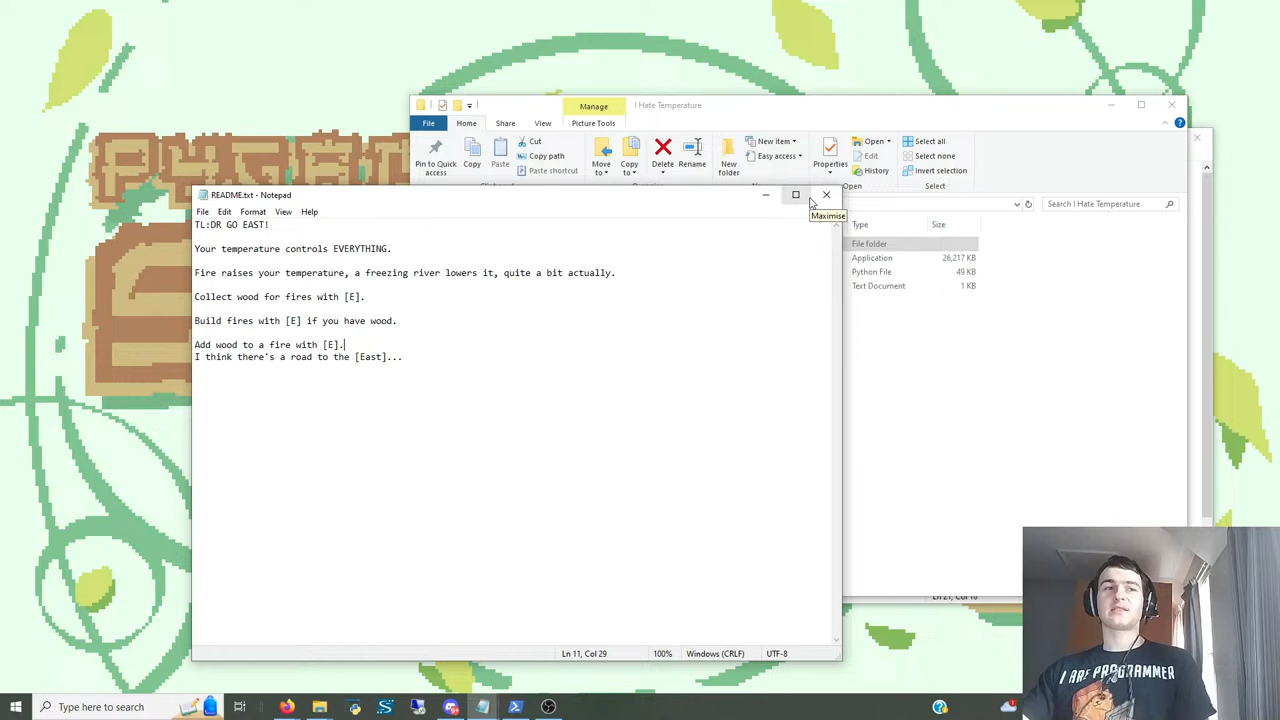 Manage
I Hate Temperature
File
Home
Share
View
Picture Tools
Pin to Quick access
Copy
Paste
Cut
Copy path
Paste shortcut
Move to
Copy to
Delete
Rename
New folder
New item
Easy access
Properties
Open
Edit
History
Select all
Select none
Invert selection
Organise
Open
Select
README.txt - Notepad
Maximise
File Edit Format View Help
TL:DR GO EAST!
Your temperature controls EVERYTHING.
Fire raises your temperature, a freezing river lowers it, quite a bit actually.
Collect wood for fires with [E].
Build fires with [E] if you have wood.
Add wood to a fire with [E].
I think there's a road to the [East]...
Ln 11, Col 29
100%
Windows (CRLF)
UTF-8
Search I Hate Temperature
Type
Size
File folder
Application
26,217 KB
Python File
49 KB
Text Document
1 KB
I ARE PROGRAMMER
Type here to search